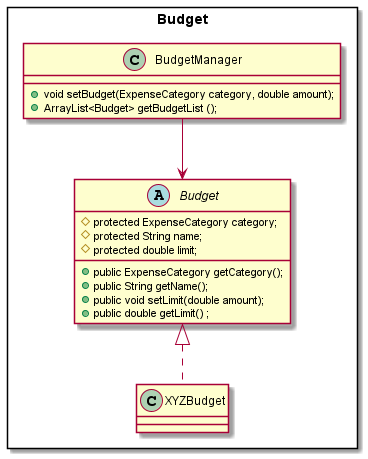 Budget
C BudgetManager
void setBudget(ExpenseCategory category, double amount);
ArrayList<Budget> getBudgetList ();
A Budget
protected ExpenseCategory category;
protected String name;
protected double limit;
public ExpenseCategory getCategory();
public String getName();
public void setLimit(double amount);
public double getLimit() ;
C XYZBudget